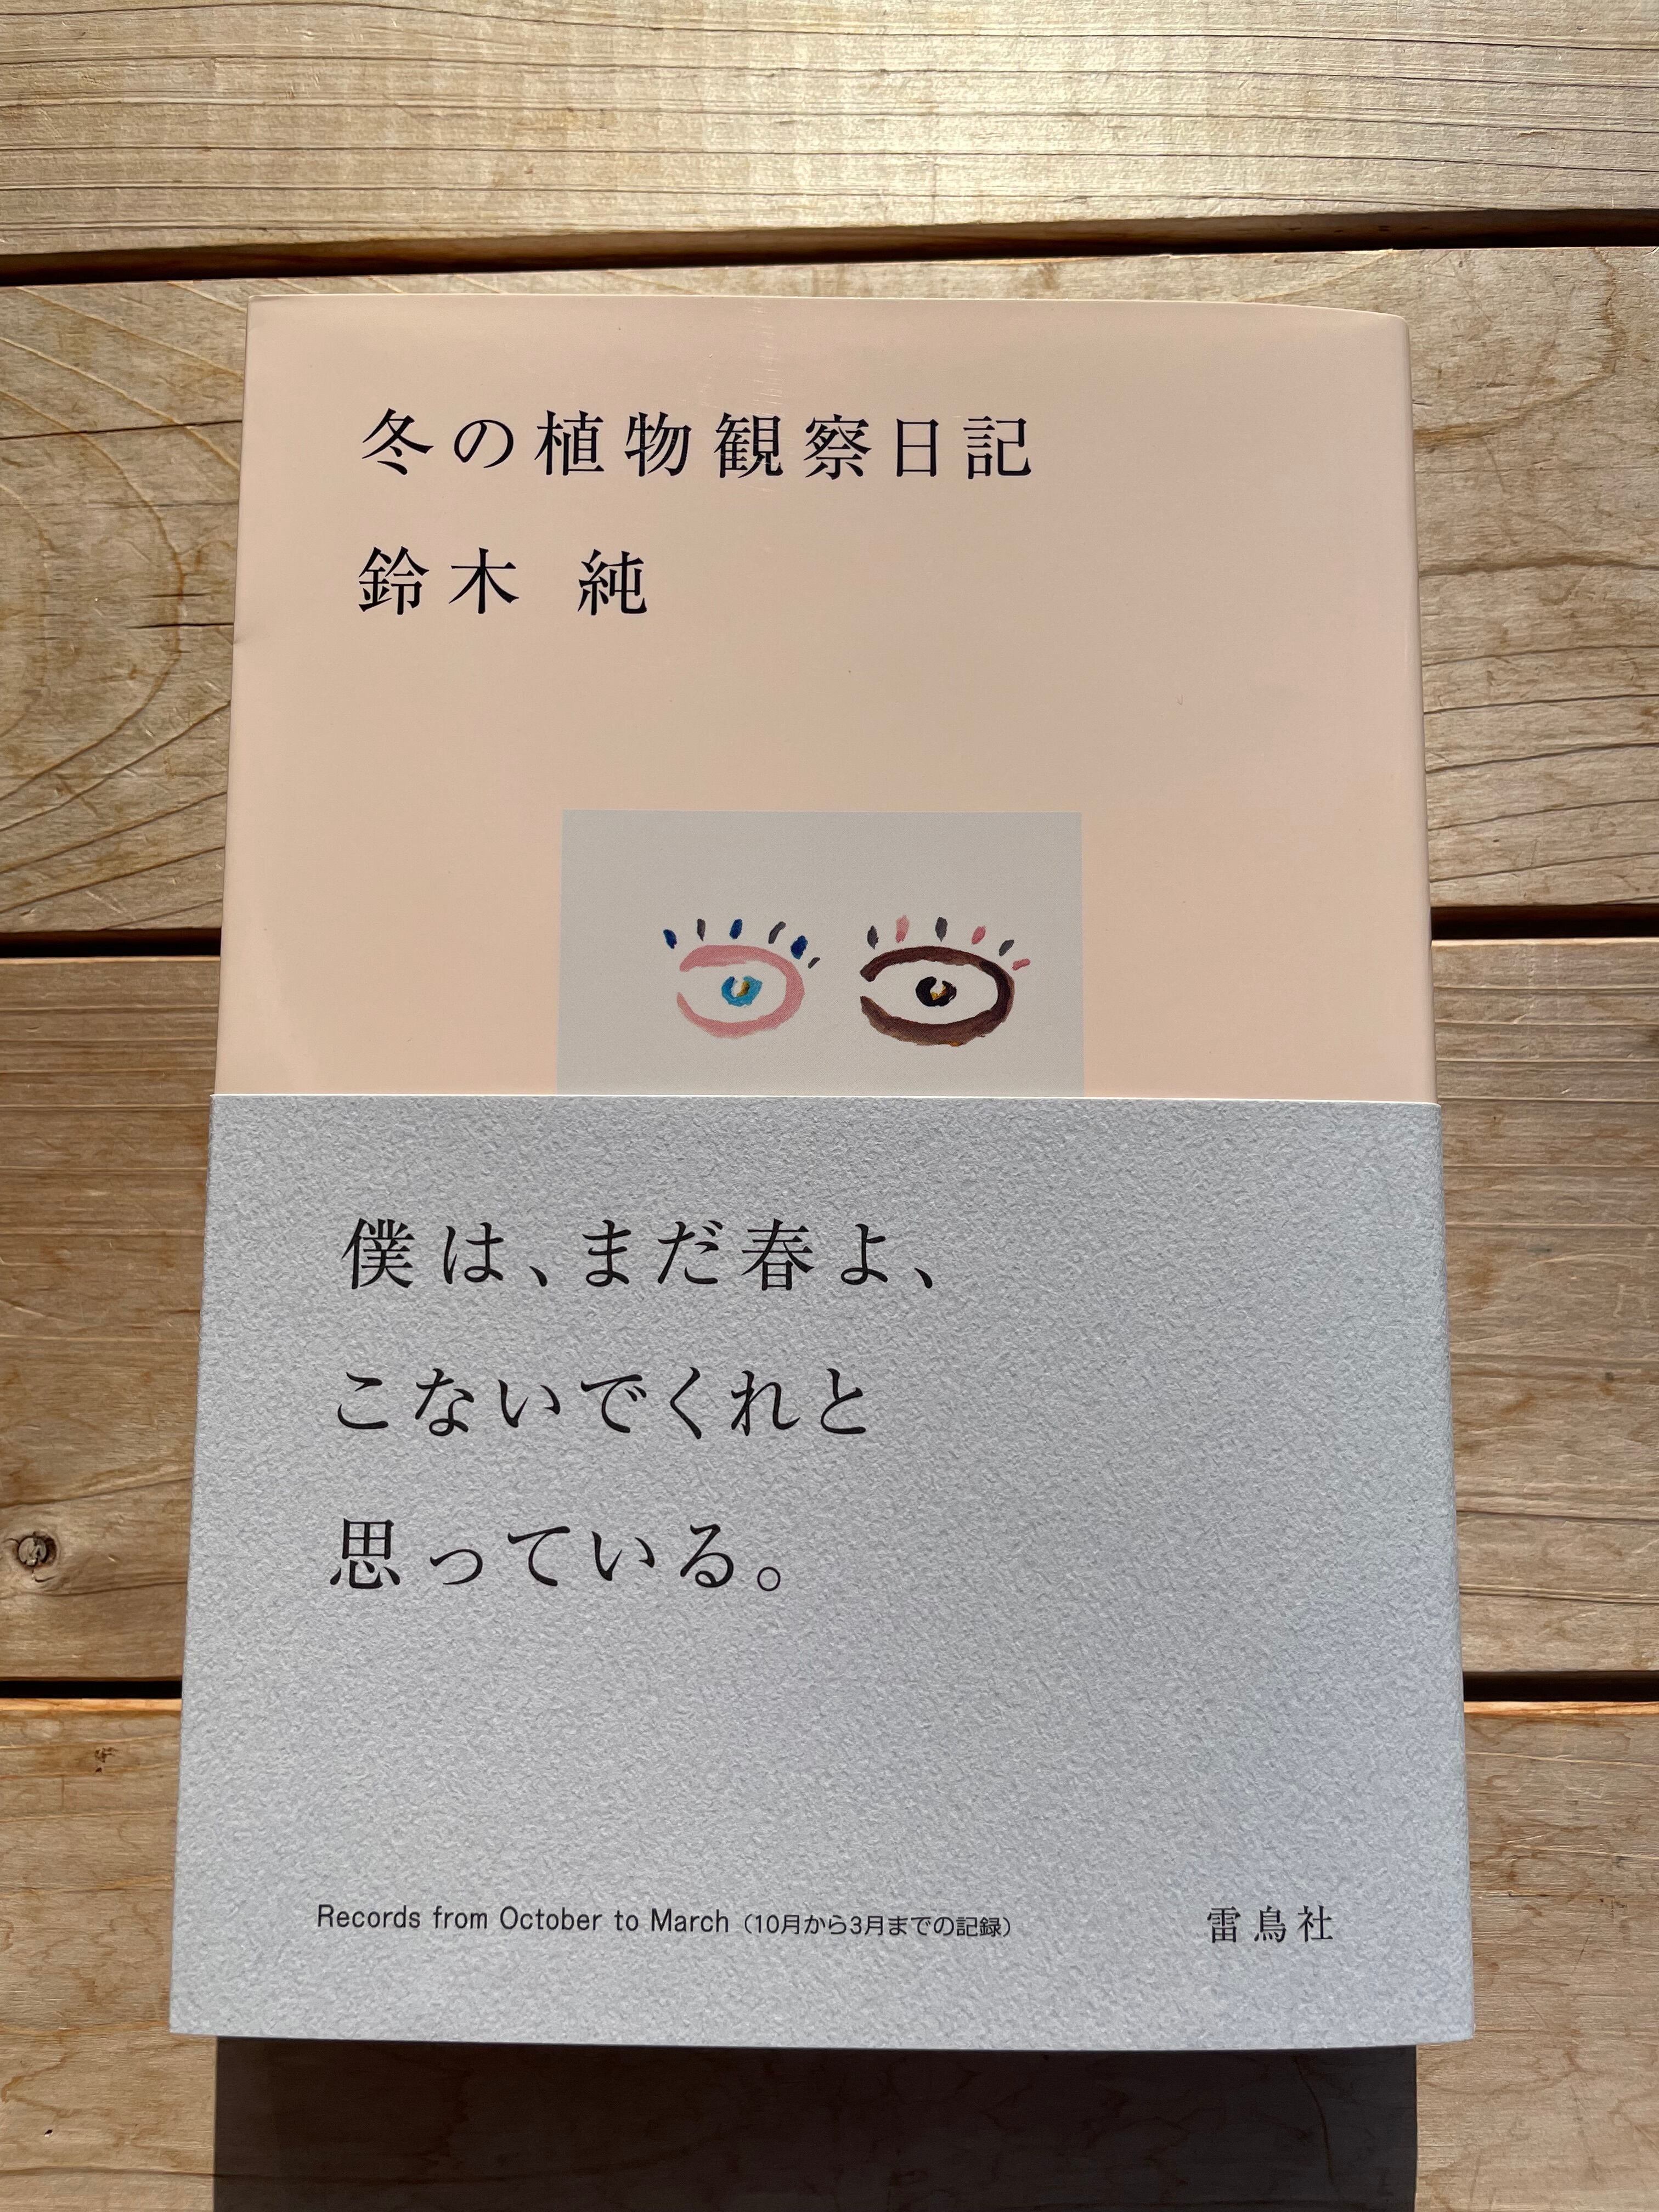 冬の植物観察日記
鈴木 純
僕は、まだ春よ、
こないでくれと
思っている。
Records from October to March（10月から3月までの記録）
雷鳥社